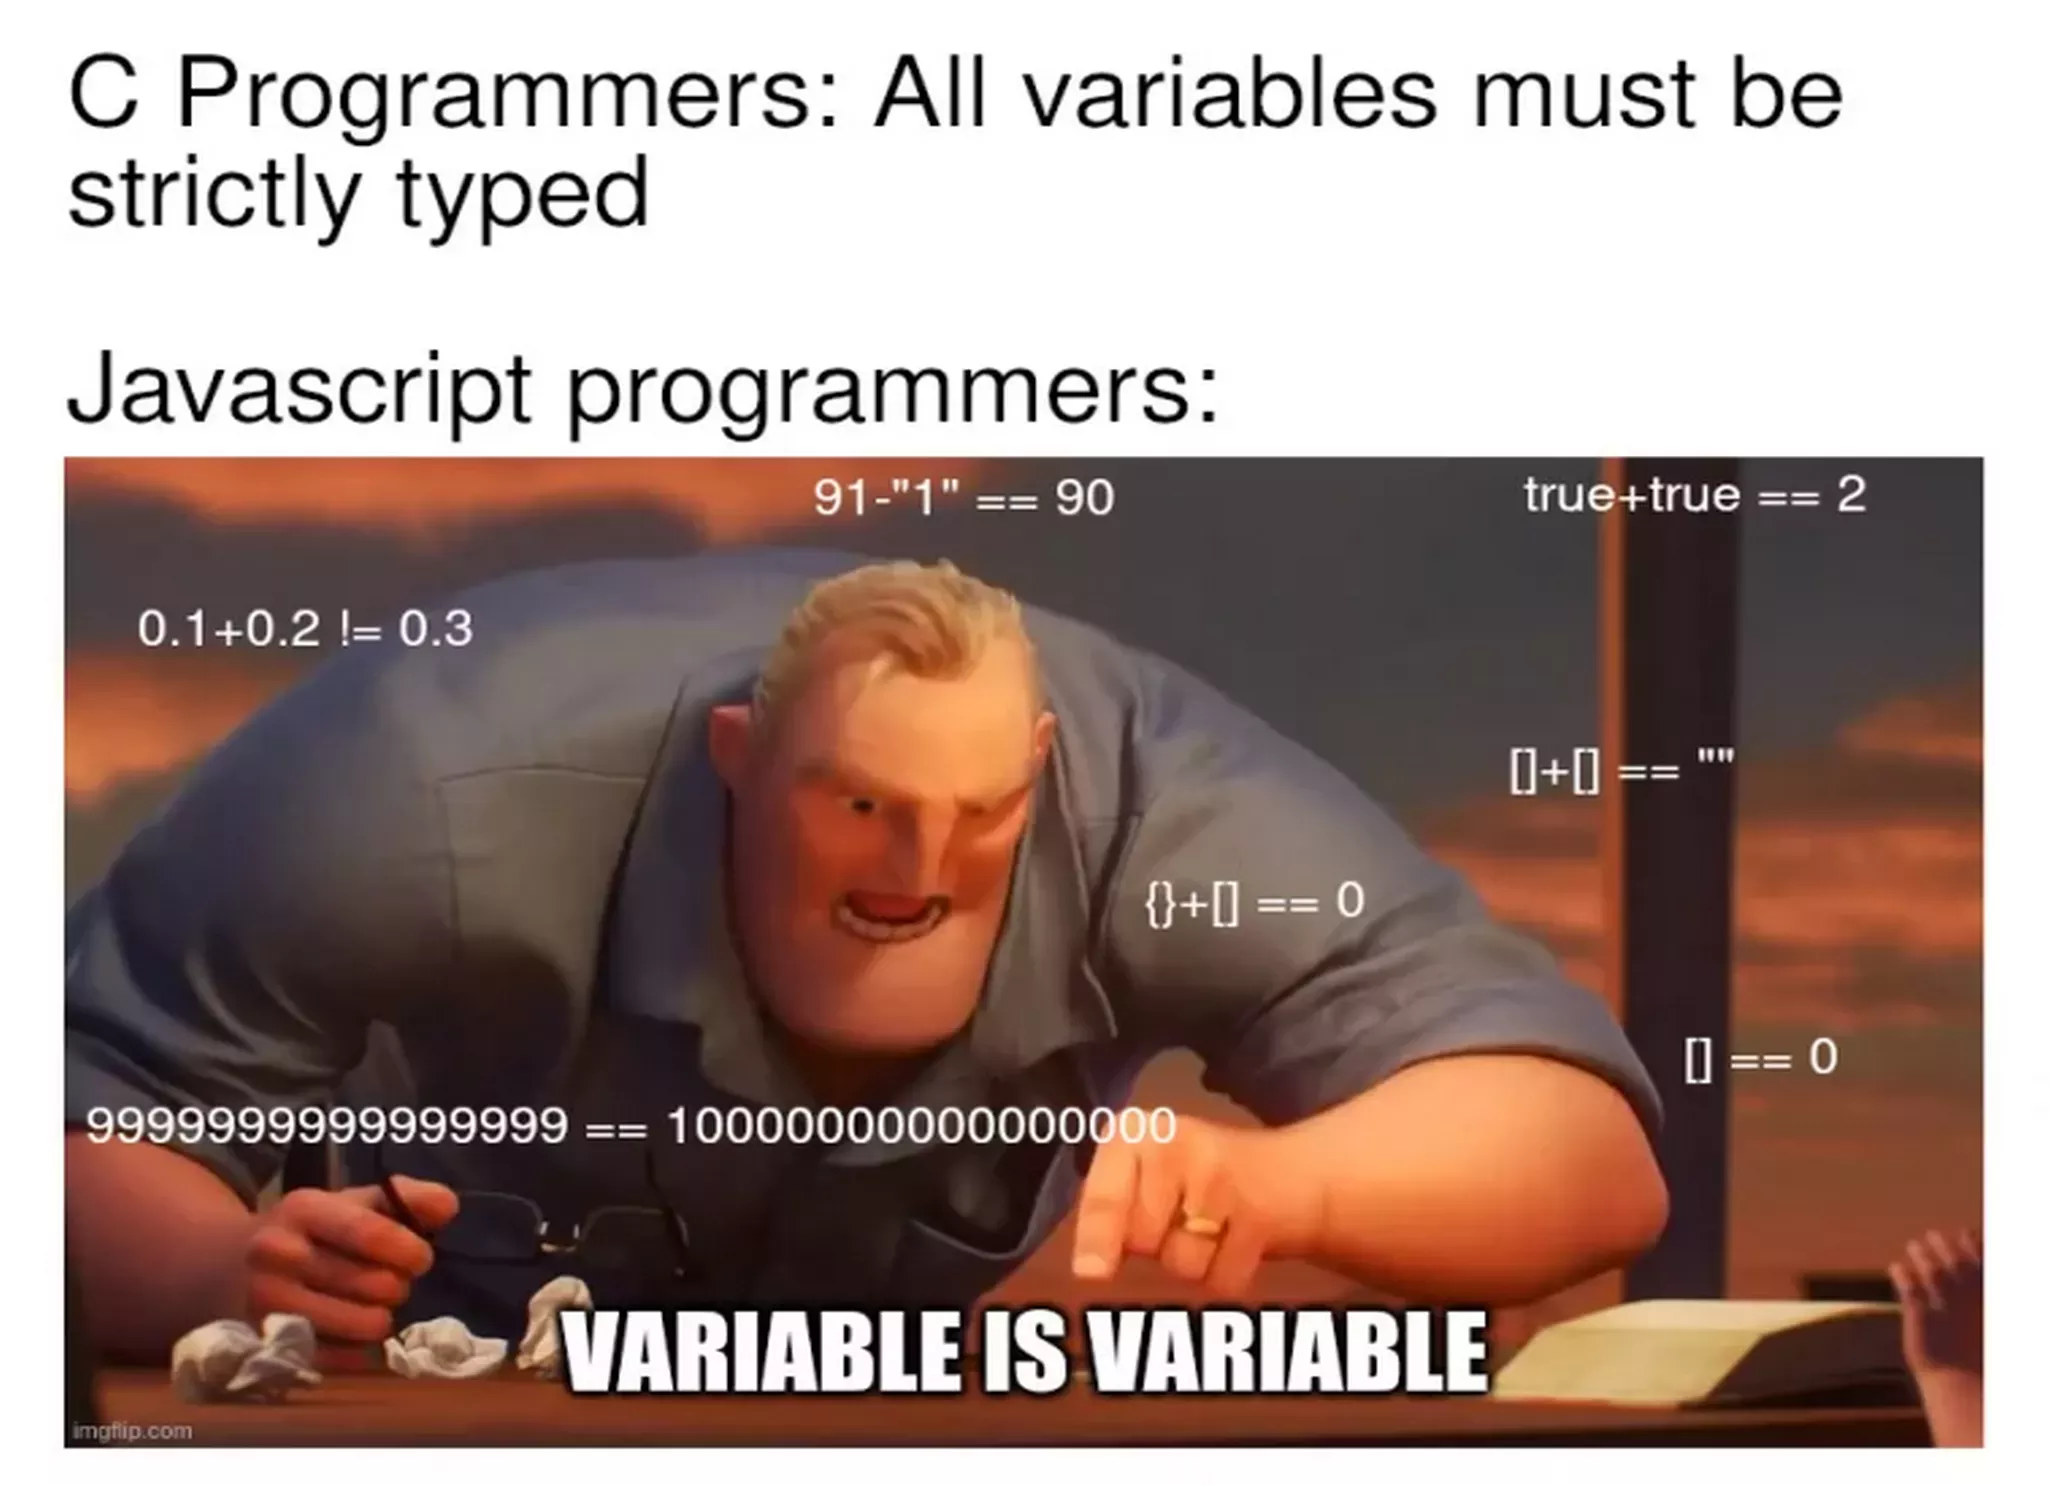 C Programmers: All variables must be
strictly typed
Javascript programmers:
91-"1" == 90
true+true == 2
0.1+0.2 != 0.3
[]+[] == ""
{}+[] == 0
[] == 0
9999999999999999 == 10000000000000000
VARIABLE IS VARIABLE
imgflip.com